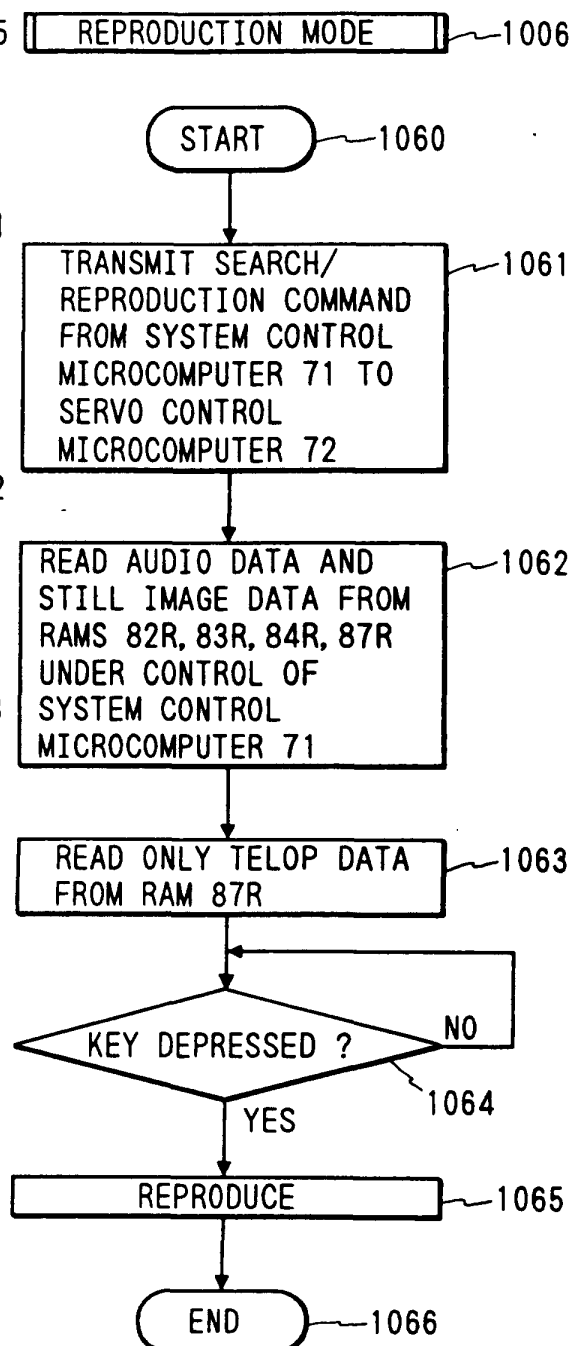 5 REPRODUCTION MODE 1006
START 1060
TRANSMIT SEARCH/ 1061
REPRODUCTION COMMAND
FROM SYSTEM CONTROL
MICROCOMPUTER 71 TO
SERVO CONTROL
MICROCOMPUTER 72
READ AUDIO DATA AND 1062
STILL IMAGE DATA FROM
RAMS 82R, 83R, 84R, 87R
UNDER CONTROL OF
SYSTEM CONTROL
MICROCOMPUTER 71
READ ONLY TELOP DATA 1063
FROM RAM 87R
KEY DEPRESSED ? NO
1064
YES
REPRODUCE 1065
END 1066